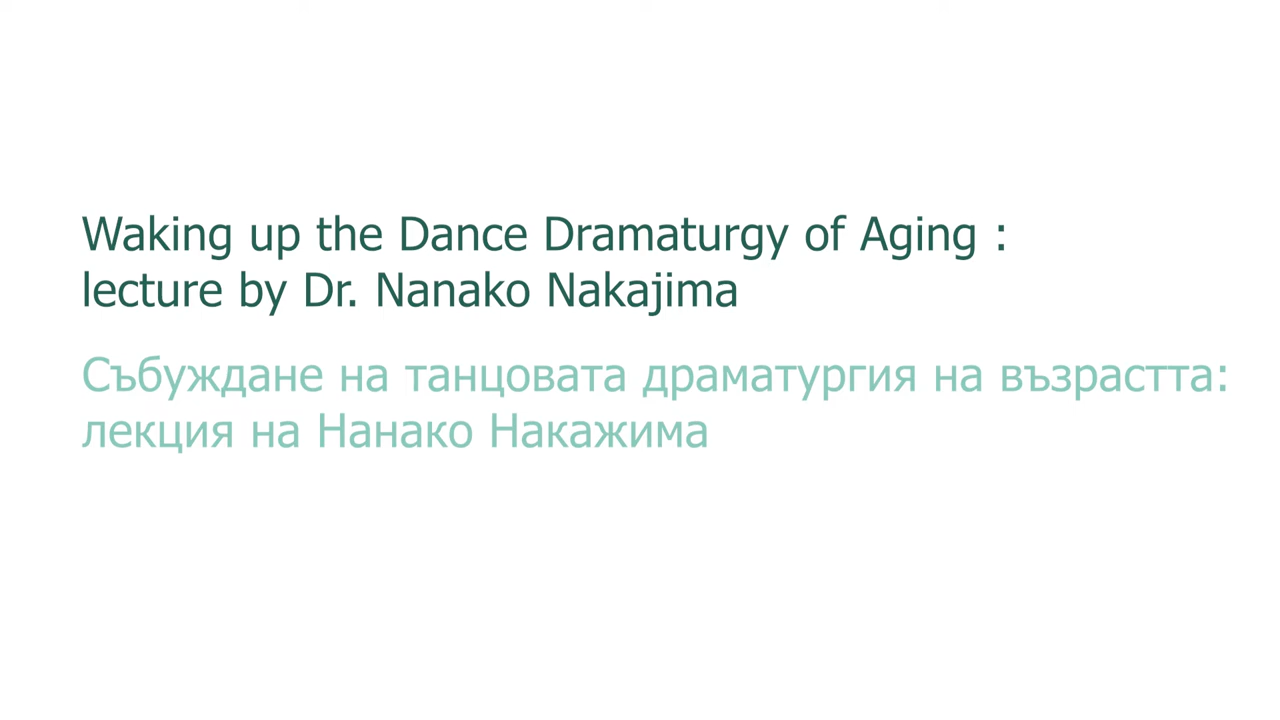 Waking up the Dance Dramaturgy of Aging :
lecture by Dr. Nanako Nakajima
Събуждане на танцовата драматургия на възрастта:
лекция на Нанако Накажима